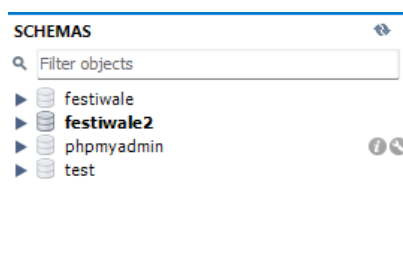 SCHEMAS
Filter objects
festiwale
festiwale2
phpmyadmin
test